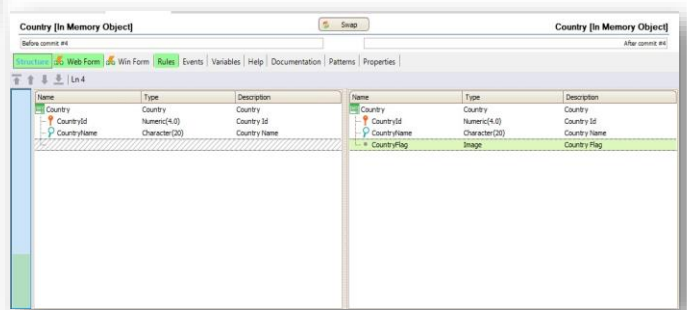 Country [In Memory Object] Swap Country [In Memory Object]
Before commit #4 After commit #4
Structure Web Form Win Form Rules Events Variables Help Documentation Patterns Properties
Ln 4
Name Type Description Name Type Description
Country Country Country Country Country Country
CountryId Numeric(4.0) Country Id CountryId Numeric(4.0) Country Id
CountryName Character(20) Country Name CountryName Character(20) Country Name
CountryFlag Image Country Flag